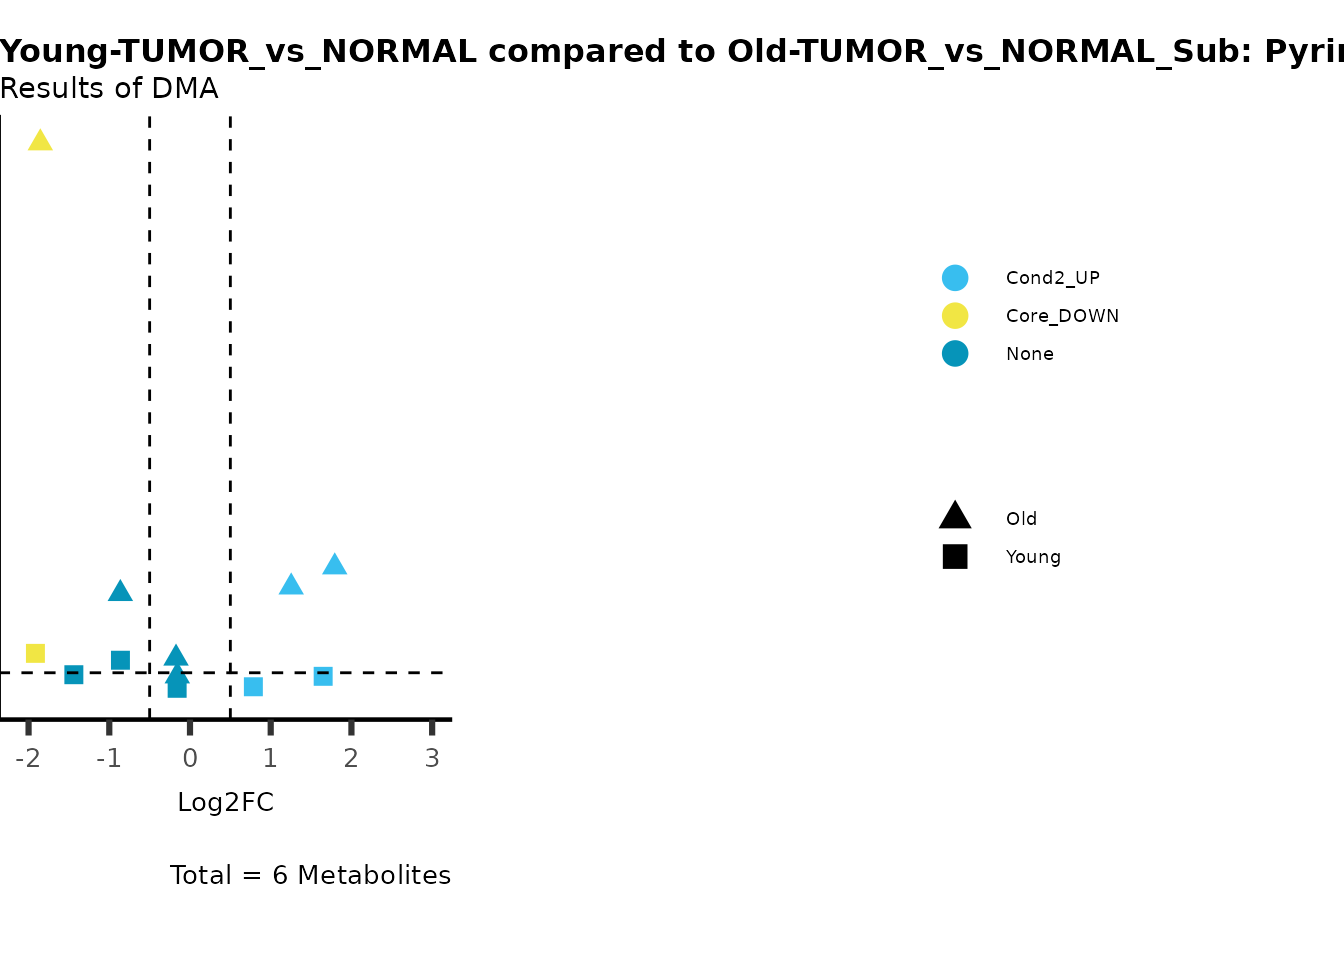 Young-TUMOR_vs_NORMAL compared to Old-TUMOR_vs_NORMAL_Sub: Pyri
Results of DMA
Cond2_UP
Core_DOWN
None
Old
Young
-2 -1 0 1 2 3
Log2FC
Total = 6 Metabolites